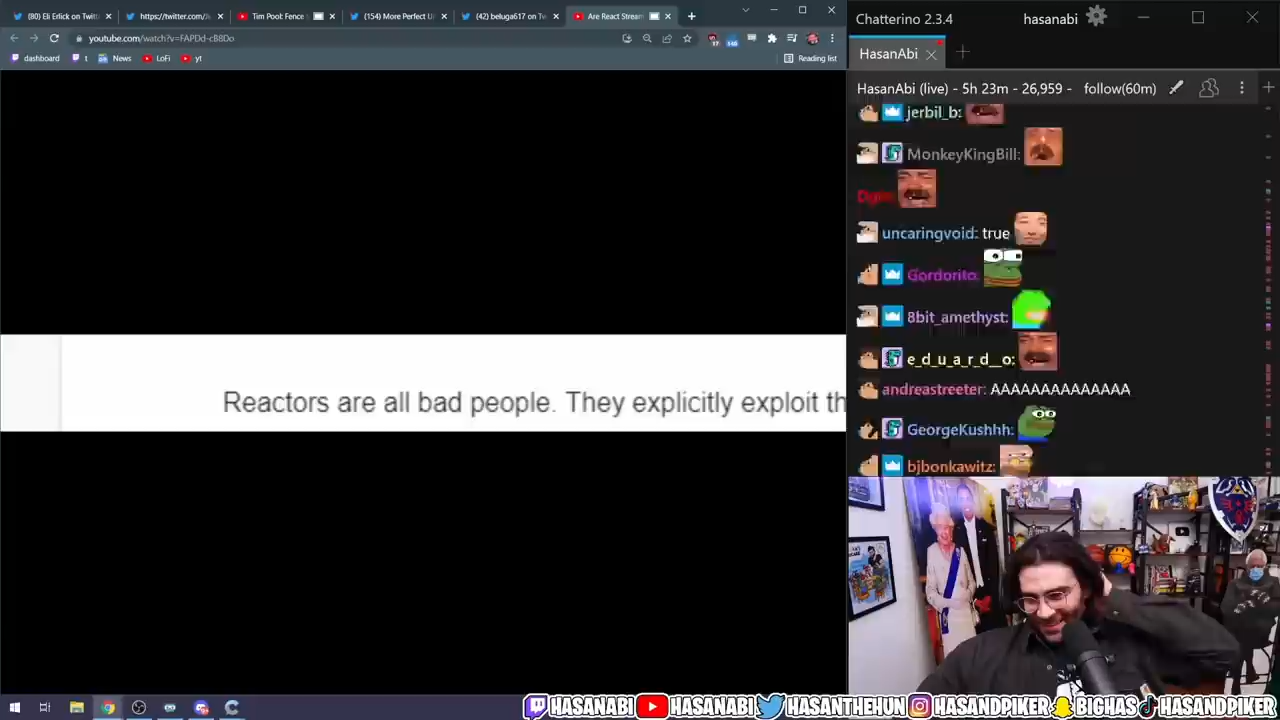 (80) Eli Erlick on Twitt
https://twitter.com/
Tim Pool: Fence
(154) More Perfect U
(42) beluga617 on Tw
Are React Stream
youtube.com/watch?v=FAPDd-cB8Do
dashboard
t
News
LoFi
yt
Reading list
Reactors are all bad people. They explicitly exploit th
Chatterino 2.3.4
hasanabi
HasanAbi
HasanAbi (live) - 5h 23m - 26,959 - follow(60m)
jerbil_b:
MonkeyKingBill:
uncaringvoid: true
Gordorito:
8bit_amethyst:
e_d_u_a_r_d__o:
andreastreeter: AAAAAAAAAAAAAA
GeorgeKushhh:
bjbonkawitz:
HASANABI HASANABI HASANTHEHUN HASANDPIKER BIGHAS HASANDPIKER